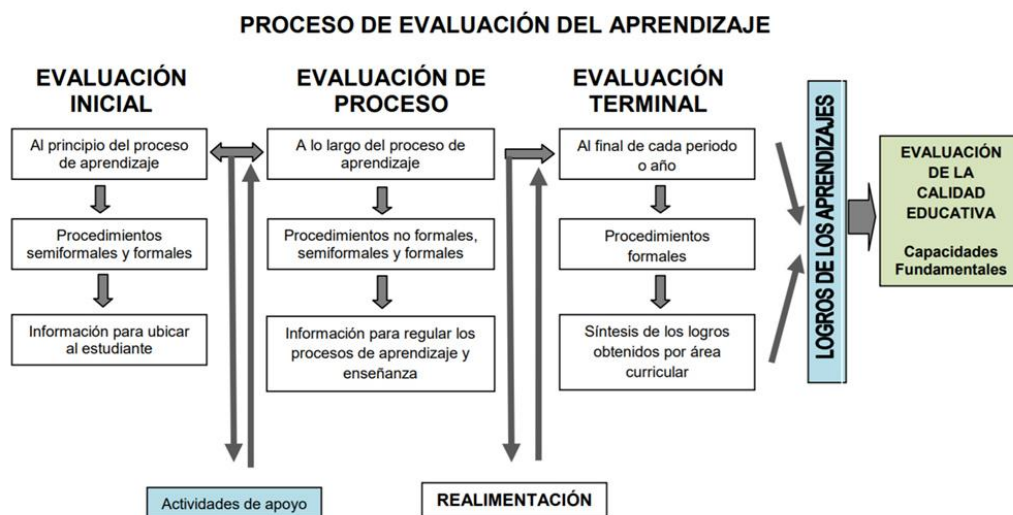 PROCESO DE EVALUACIÓN DEL APRENDIZAJE
EVALUACIÓN
INICIAL
Al principio del proceso
de aprendizaje
Procedimientos
semiformales y formales
Información para ubicar
al estudiante
EVALUACIÓN DE
PROCESO
A lo largo del proceso de
aprendizaje
Procedimientos no formales,
semiformales y formales
Información para regular los
procesos de aprendizaje y
enseñanza
EVALUACIÓN
TERMINAL
Al final de cada periodo
o año
Procedimientos
formales
Síntesis de los logros
obtenidos por área
curricular
LOGROS DE LOS APRENDIZAJES
EVALUACIÓN
DE LA
CALIDAD
EDUCATIVA
Capacidades
Fundamentales
Actividades de apoyo
REALIMENTACIÓN